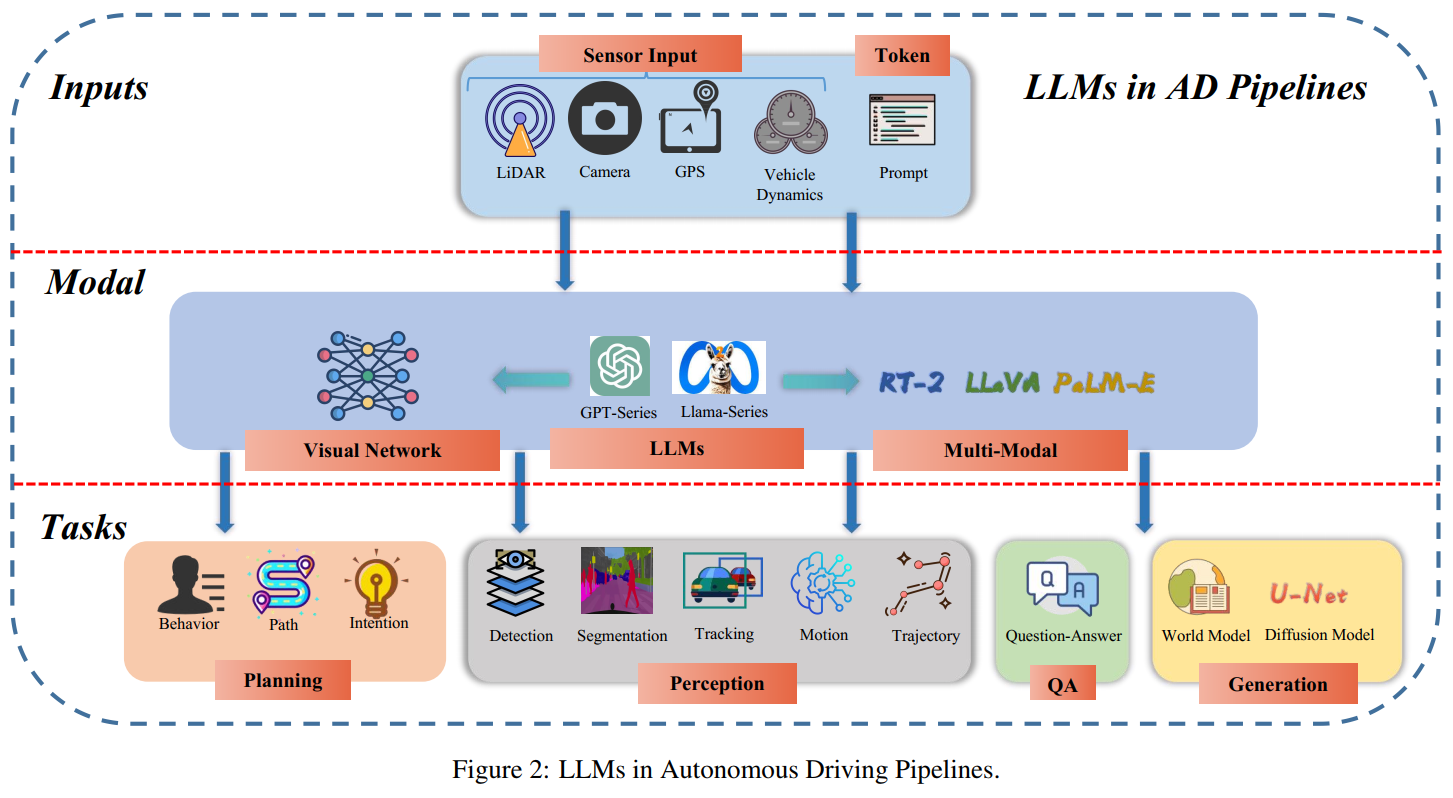 Inputs
Sensor Input
Token
LLMs in AD Pipelines
LiDAR
Camera
GPS
Vehicle
Dynamics
Prompt
Modal
GPT-Series
Llama-Series
RT-2
LLaVA
PaLM-E
Visual Network
LLMs
Multi-Modal
Tasks
Behavior
Path
Intention
Planning
Detection
Segmentation
Tracking
Motion
Trajectory
Perception
Q
A
Question-Answer
QA
World Model
U-Net
Diffusion Model
Generation
Figure 2: LLMs in Autonomous Driving Pipelines.